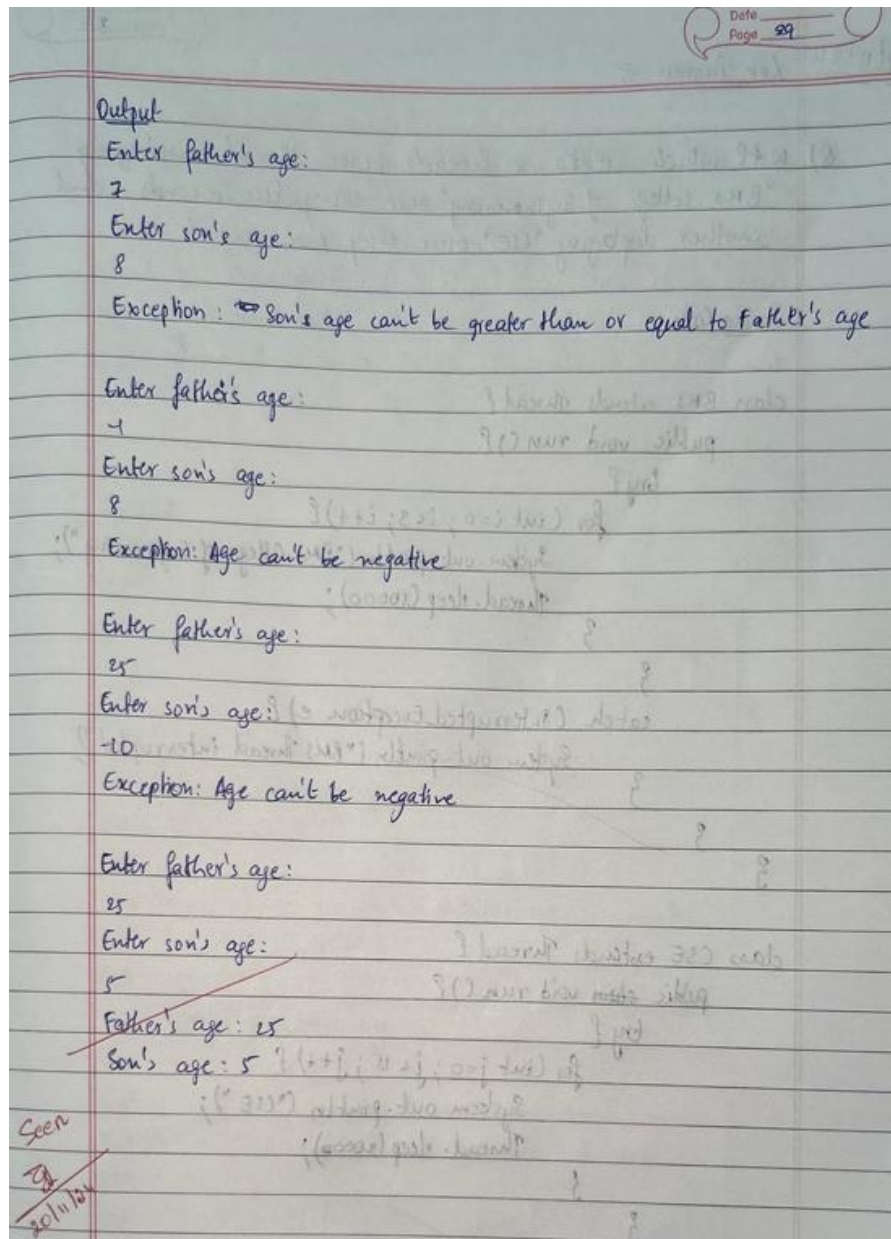 Date
Page 29
Output
Enter father's age:
7
Enter son's age:
8
Exception: Son's age can't be greater than or equal to Father's age
Enter father's age:
-1
Enter son's age:
8
Exception: Age can't be negative
Enter father's age:
25
Enter son's age:
-10
Exception: Age can't be negative
Enter father's age:
25
Enter son's age:
5
Father's age: 25
Son's age: 5
Seen
20/11/24